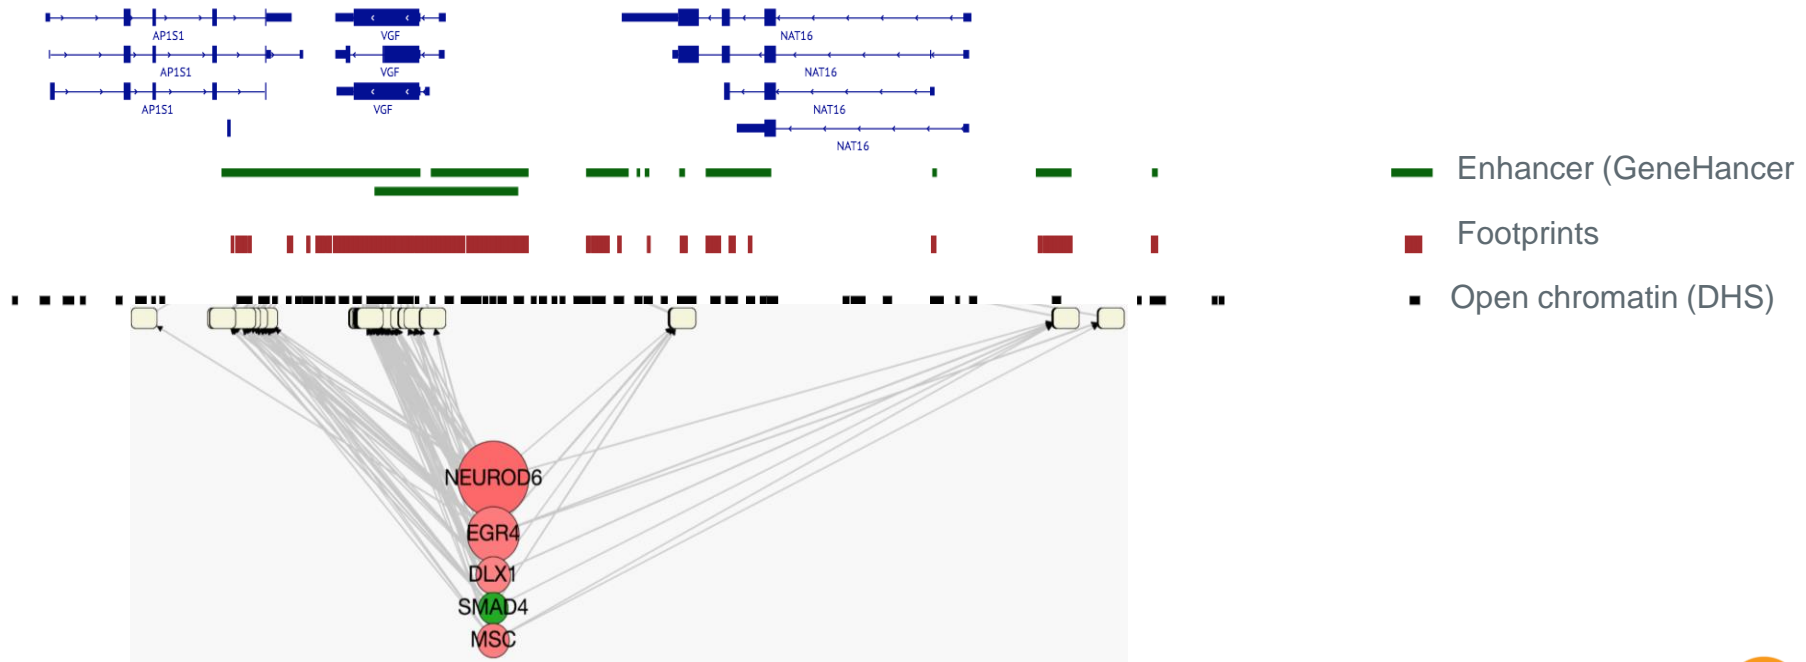 AP1S1
VGF
NAT16
AP1S1
VGF
NAT16
AP1S1
VGF
NAT16
NAT16
Enhancer (GeneHancer
Footprints
Open chromatin (DHS)
NEUROD6
EGR4
DLX1
SMAD4
MSC